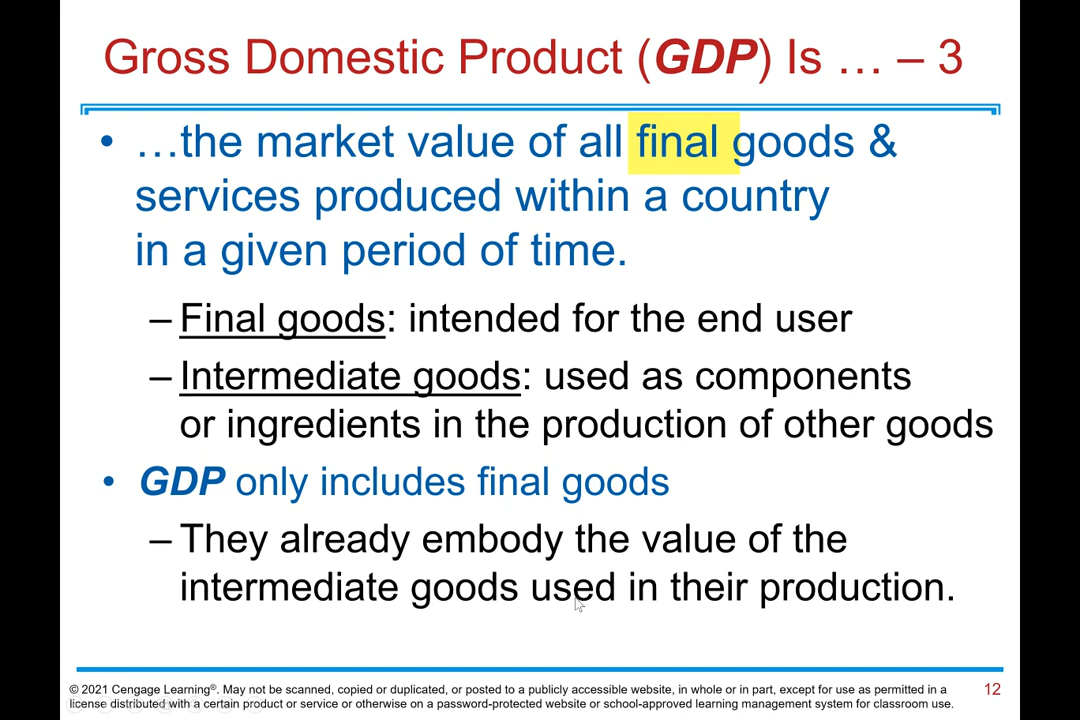 Gross Domestic Product (GDP) Is … – 3
• …the market value of all final goods &
services produced within a country
in a given period of time.
– Final goods: intended for the end user
– Intermediate goods: used as components
or ingredients in the production of other goods
• GDP only includes final goods
– They already embody the value of the
intermediate goods used in their production.
© 2021 Cengage Learning®. May not be scanned, copied or duplicated, or posted to a publicly accessible website, in whole or in part, except for use as permitted in a
license distributed with a certain product or service or otherwise on a password-protected website or school-approved learning management system for classroom use.
12